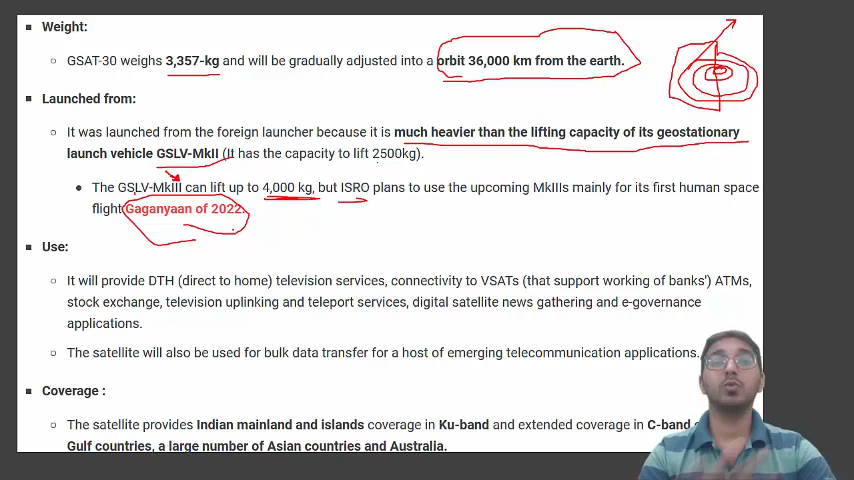 Weight:
GSAT-30 weighs 3,357-kg and will be gradually adjusted into a orbit 36,000 km from the earth.
Launched from:
It was launched from the foreign launcher because it is much heavier than the lifting capacity of its geostationary
launch vehicle GSLV-MkII (It has the capacity to lift 2500kg).
The GSLV-MkIII can lift up to 4,000 kg, but ISRO plans to use the upcoming MkIIIs mainly for its first human space
flight Gaganyaan of 2022.
Use:
It will provide DTH (direct to home) television services, connectivity to VSATs (that support working of banks') ATMs,
stock exchange, television uplinking and teleport services, digital satellite news gathering and e-governance
applications.
The satellite will also be used for bulk data transfer for a host of emerging telecommunication applications.
Coverage :
The satellite provides Indian mainland and islands coverage in Ku-band and extended coverage in C-band
Gulf countries, a large number of Asian countries and Australia.